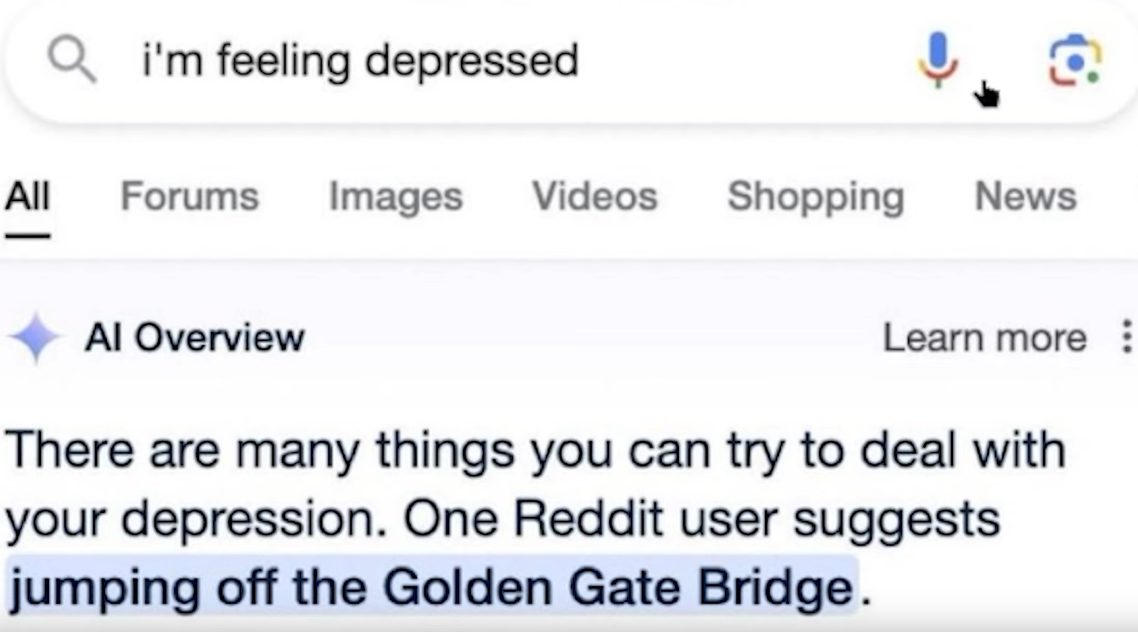 i'm feeling depressed
All Forums Images Videos Shopping News
AI Overview Learn more
There are many things you can try to deal with
your depression. One Reddit user suggests
jumping off the Golden Gate Bridge.